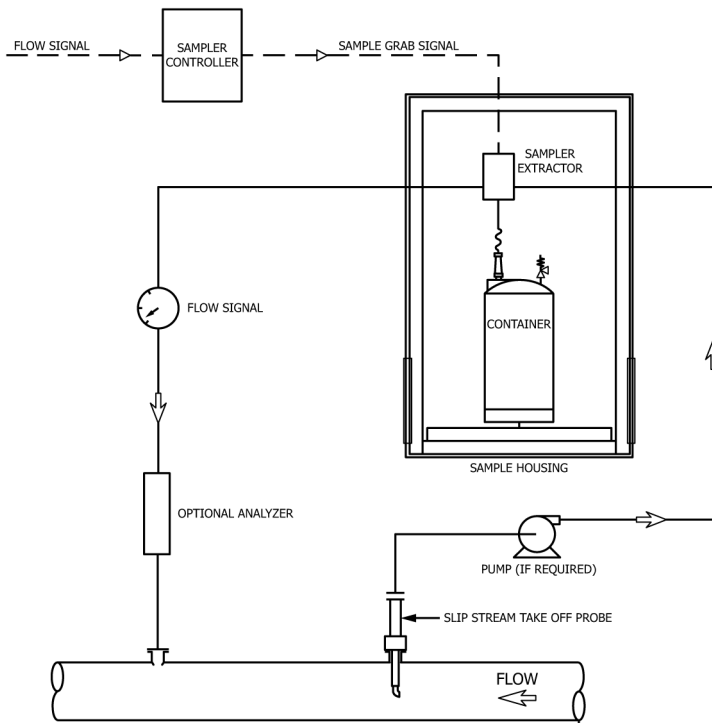 FLOW SIGNAL
SAMPLER
CONTROLLER
SAMPLE GRAB SIGNAL
SAMPLER
EXTRACTOR
FLOW SIGNAL
CONTAINER
SAMPLE HOUSING
OPTIONAL ANALYZER
PUMP (IF REQUIRED)
SLIP STREAM TAKE OFF PROBE
FLOW